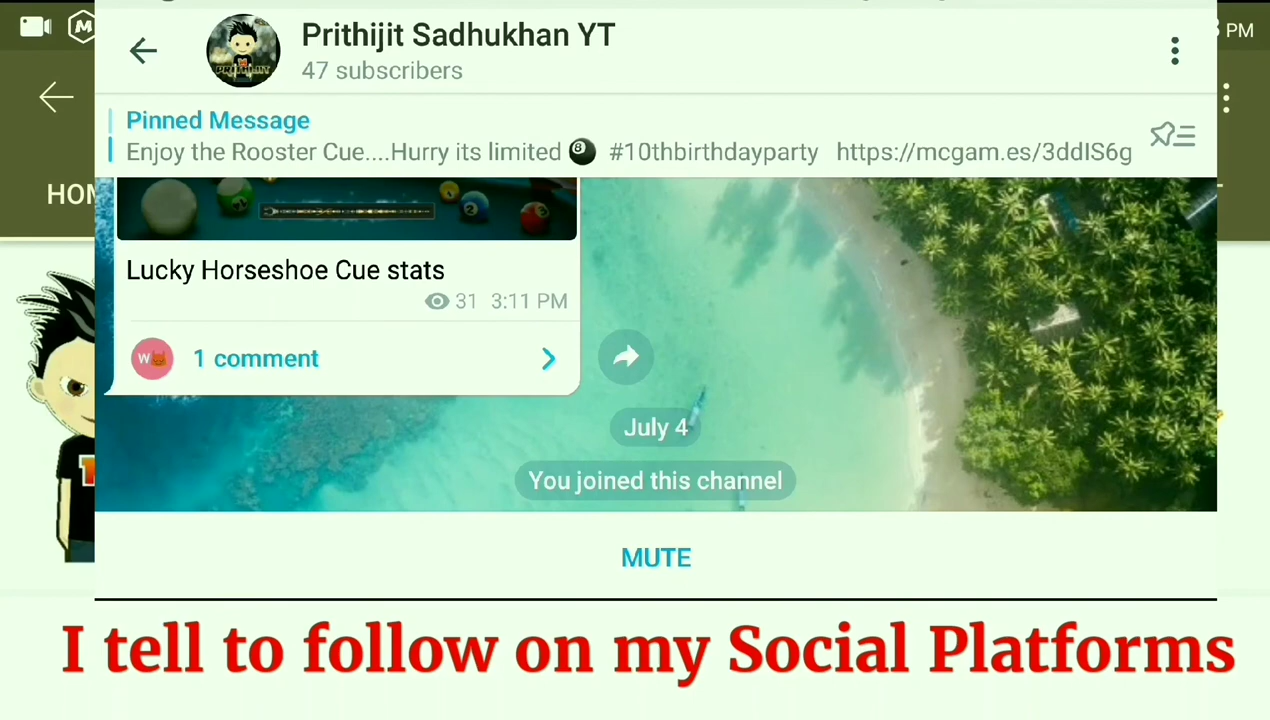 M
PM
Prithijit Sadhukhan YT
47 subscribers
Pinned Message
Enjoy the Rooster Cue....Hurry its limited 🎱 #10thbirthdayparty https://mcgam.es/3ddIS6g
HOM
Lucky Horseshoe Cue stats
31 3:11 PM
W
1 comment
July 4
You joined this channel
MUTE
I tell to follow on my Social Platforms